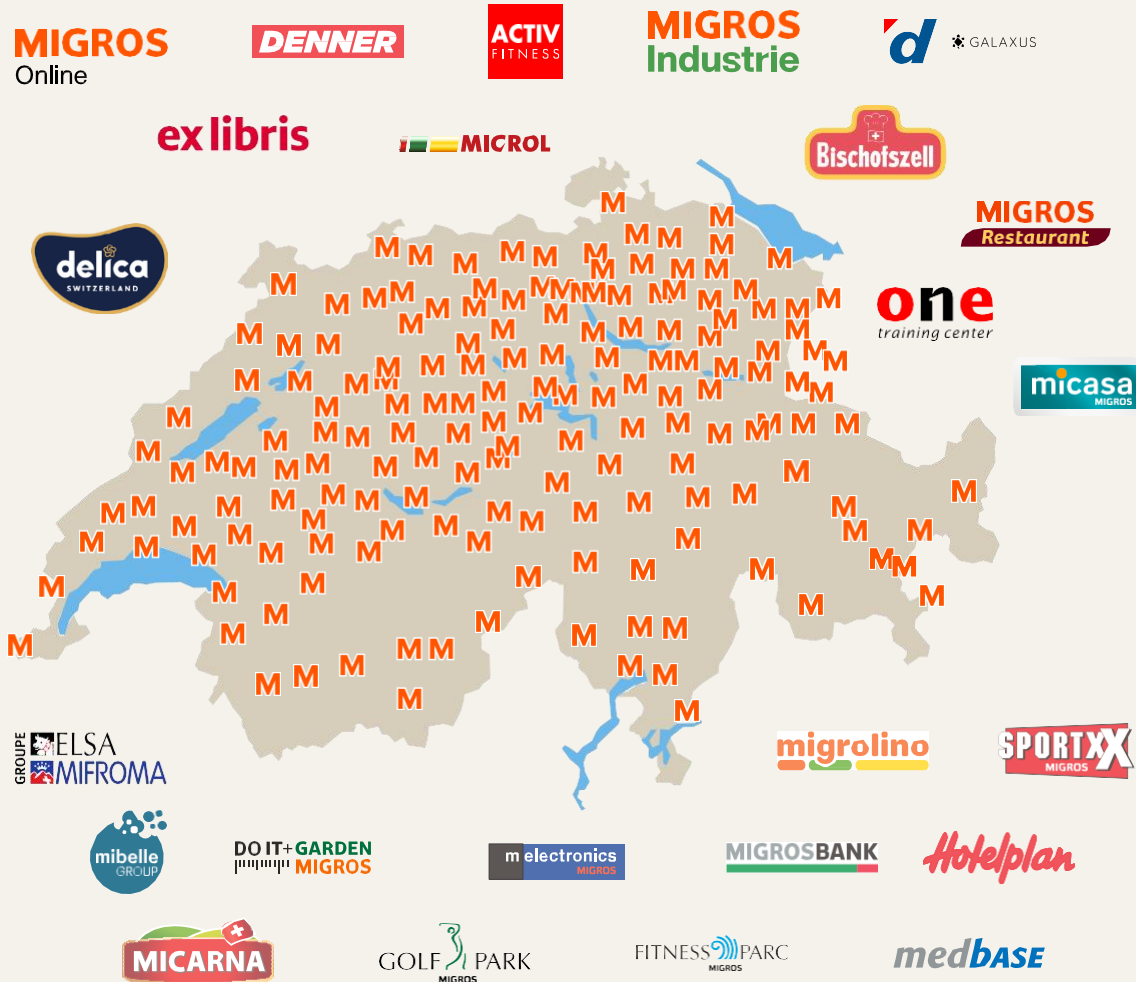 MIGROS
Online
DENNER
ACTIV
FITNESS
MIGROS
Industrie
d
GALAXUS
ex libris
MICROL
Bischofszell
MIGROS
Restaurant
delica
SWITZERLAND
one
training center
micasa
MIGROS
GROUPE
ELSA
MIFROMA
migrolino
SPORTXX
MIGROS
mibelle
GROUP
DO IT+GARDEN
MIGROS
melectronics
MIGROS
MIGROSBANK
Hotelplan
MICARNA
GOLF PARK
MIGROS
FITNESS PARC
MIGROS
medbase